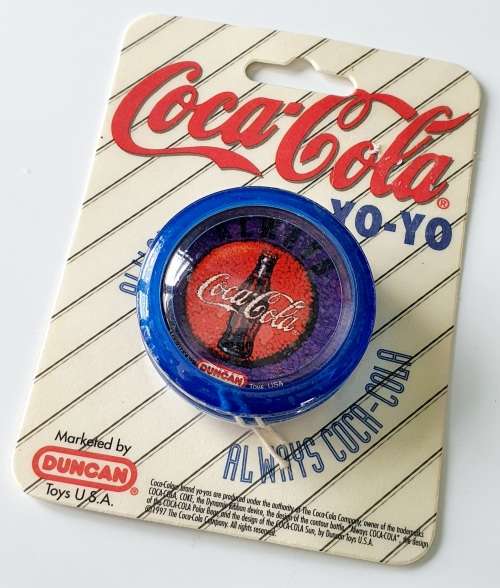 Coca-Cola®
YO-YO
ALWAYS
Coca-Cola
DUNCAN
TOYS USA
ALWAYS COCA-COLA
Marketed by
DUNCAN®
Toys U.S.A.
Coca-Cola® brand yo-yos are produced under the authority of The Coca-Cola Company, owner of the trademarks
COCA-COLA, COKE, the Dynamic Ribbon device, the design of the contour bottle, "Always COCA-COLA", the design
of the COCA-COLA Polar Bear, and the design of the COCA-COLA Sun, by Duncan Toys U.S.A.
©1997 The Coca-Cola Company. All rights reserved.